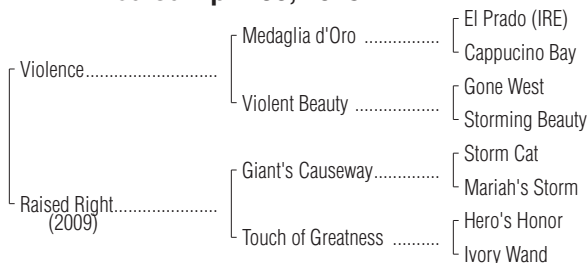 Medaglia d'Oro ................
El Prado (IRE)
Cappucino Bay
Violence............................
Violent Beauty ..................
Gone West
Storming Beauty
Giant's Causeway.............
Storm Cat
Mariah's Storm
Raised Right......................
(2009)
Touch of Greatness ..........
Hero's Honor
Ivory Wand